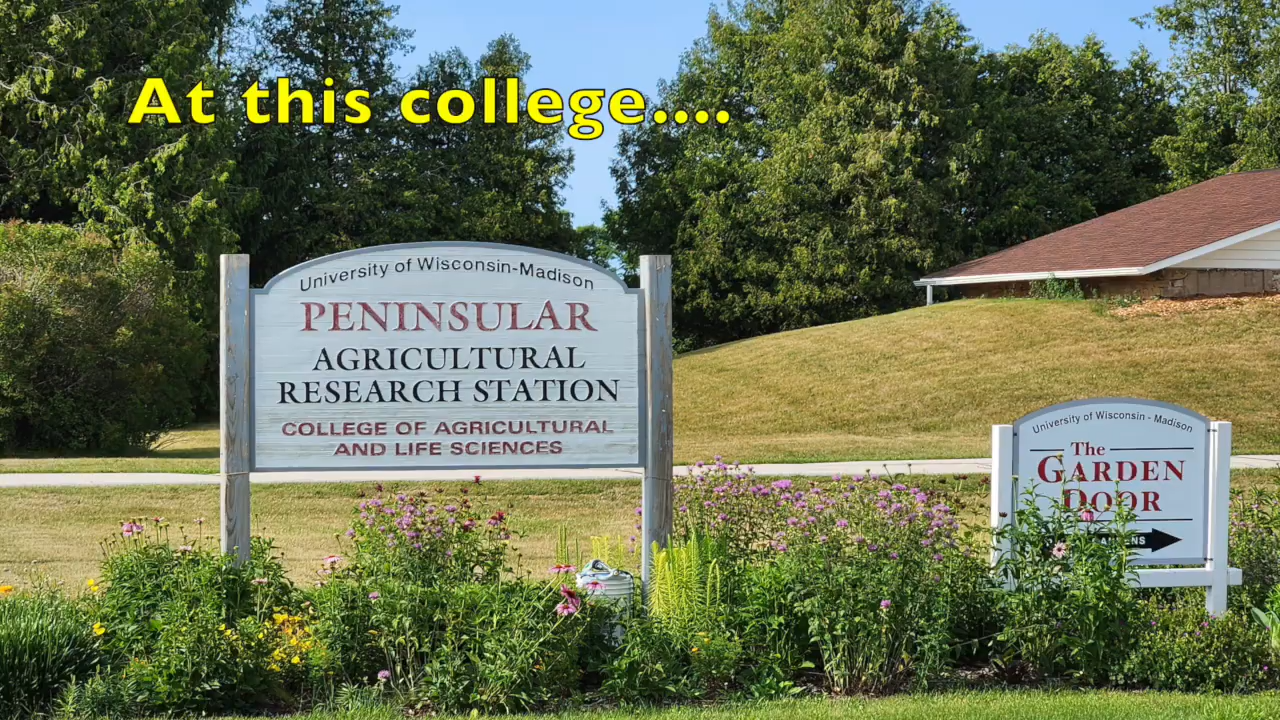 At this college....
University of Wisconsin-Madison
PENINSULAR
AGRICULTURAL
RESEARCH STATION
COLLEGE OF AGRICULTURAL
AND LIFE SCIENCES
University of Wisconsin - Madison
The
GARDEN
DOOR